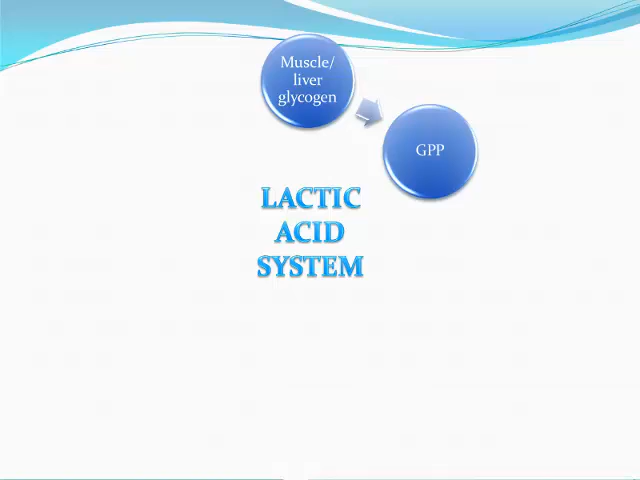 Muscle/
liver
glycogen
GPP
LACTIC
ACID
SYSTEM